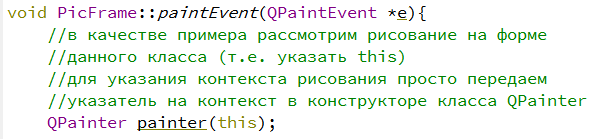 void PicFrame::paintEvent(QPaintEvent *e){
//в качестве примера рассмотрим рисование на форме
//данного класса (т.е. указать this)
//для указания контекста рисования просто передаем
//указатель на контекст в конструкторе класса QPainter
QPainter painter(this);